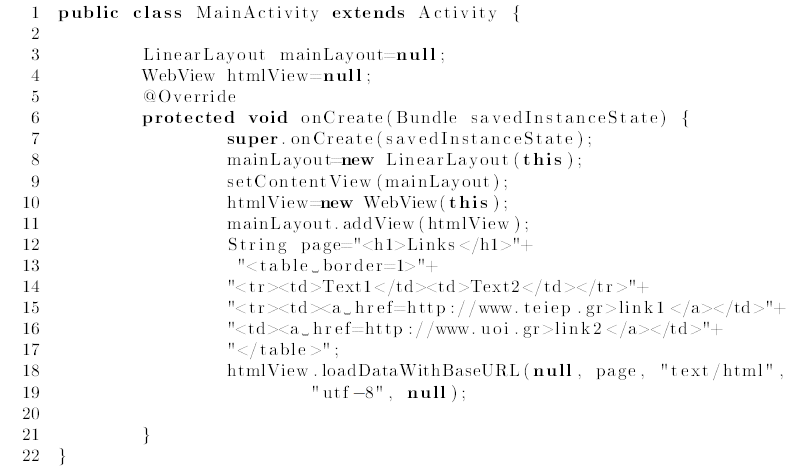 1 public class MainActivity extends Activity {
2
3 LinearLayout mainLayout=null;
4 WebView htmlView=null;
5 @Override
6 protected void onCreate(Bundle savedInstanceState) {
7 super.onCreate(savedInstanceState);
8 mainLayout=new LinearLayout(this);
9 setContentView(mainLayout);
10 htmlView=new WebView(this);
11 mainLayout.addView(htmlView);
12 String page="<h1>Links</h1>"+
13 "<table␣border=1>"+
14 "<tr><td>Text1</td><td>Text2</td></tr>"+
15 "<tr><td><a␣href=http://www.teiep.gr>link1</a></td>"+
16 "<td><a␣href=http://www.uoi.gr>link2</a></td>"+
17 "</table>";
18 htmlView.loadDataWithBaseURL(null, page, "text/html",
19 "utf-8", null);
20
21 }
22 }